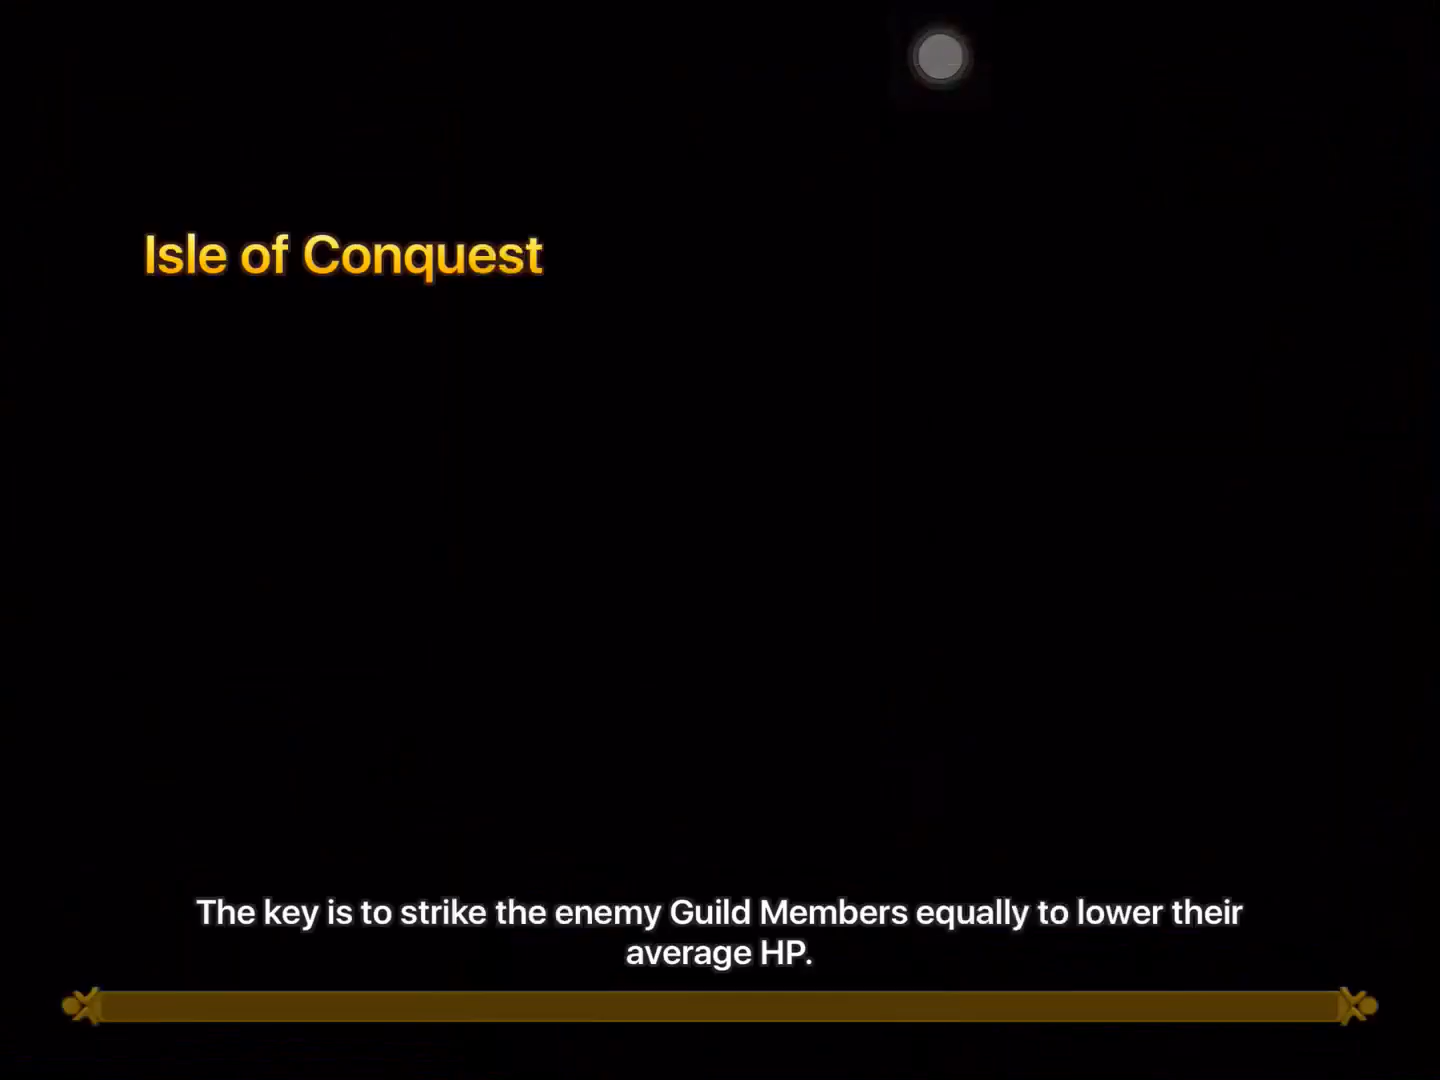 Isle of Conquest
The key is to strike the enemy Guild Members equally to lower their
average HP.